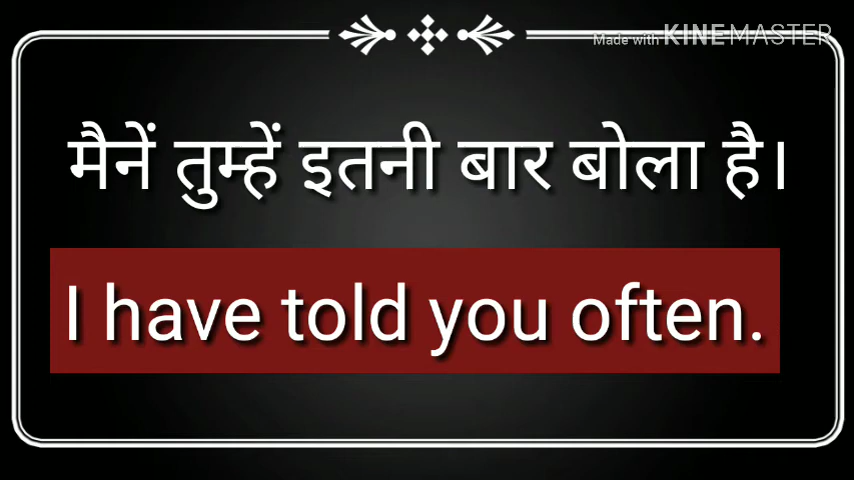 Made with KINEMASTER
मैनें तुम्हें इतनी बार बोला है।
I have told you often.